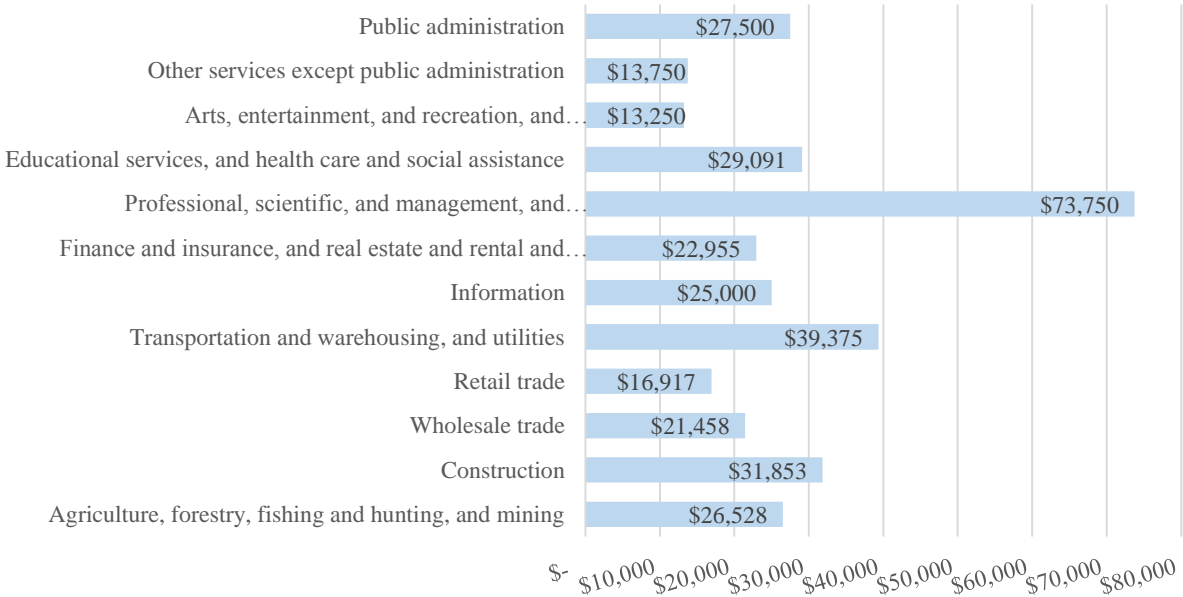 Public administration $27,500
Other services except public administration $13,750
Arts, entertainment, and recreation, and… $13,250
Educational services, and health care and social assistance $29,091
Professional, scientific, and management, and… $73,750
Finance and insurance, and real estate and rental and… $22,955
Information $25,000
Transportation and warehousing, and utilities $39,375
Retail trade $16,917
Wholesale trade $21,458
Construction $31,853
Agriculture, forestry, fishing and hunting, and mining $26,528
$- $10,000 $20,000 $30,000 $40,000 $50,000 $60,000 $70,000 $80,000